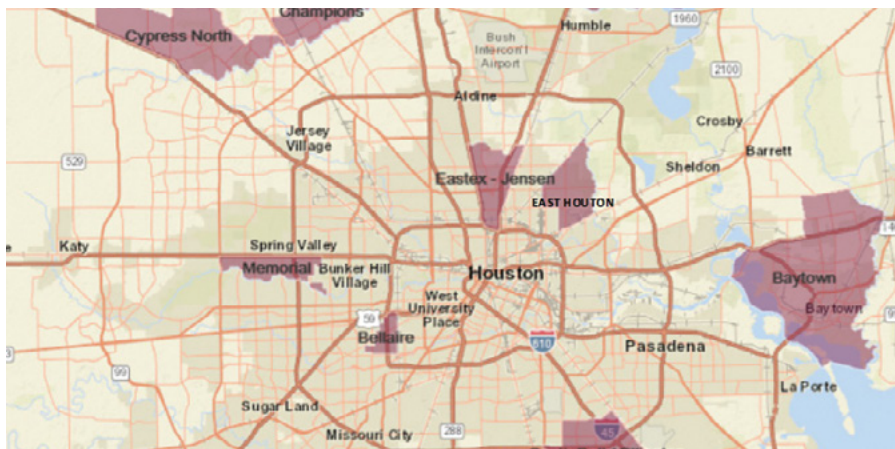 Champions
Cypress North
Humble
1960
Bush
Intercon'l
Airport
2100
Aldine
Crosby
Jersey
Village
Barrett
529
Sheldon
Eastex - Jensen
EAST HOUTON
Katy
Spring Valley
Memorial
Bunker Hill
Village
Houston
Baytown
Baytown
West
University
Place
59
Bellaire
610
Pasadena
99
La Porte
Sugar Land
Missouri City
288
45